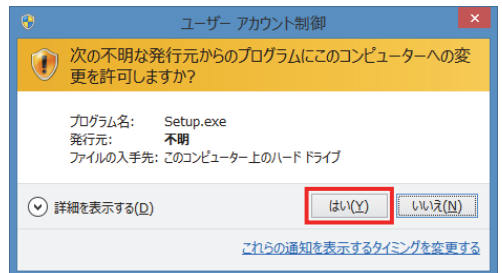 ユーザー アカウント制御
次の不明な発行元からのプログラムにこのコンピューターへの変
更を許可しますか?
プログラム名: Setup.exe
発行元: 不明
ファイルの入手先: このコンピューター上のハード ドライブ
詳細を表示する(D) はい(Y) いいえ(N)
これらの通知を表示するタイミングを変更する